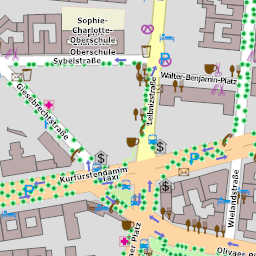 Sophie-
Charlotte-
Oberschule
Oberschule
Sybelstraße
Leibnizstraße
Walter-Benjamin-Platz
Giesebrechtstraße
Kurfürstendamm
Taxi
Wielandstraße
Olivaer
Platz